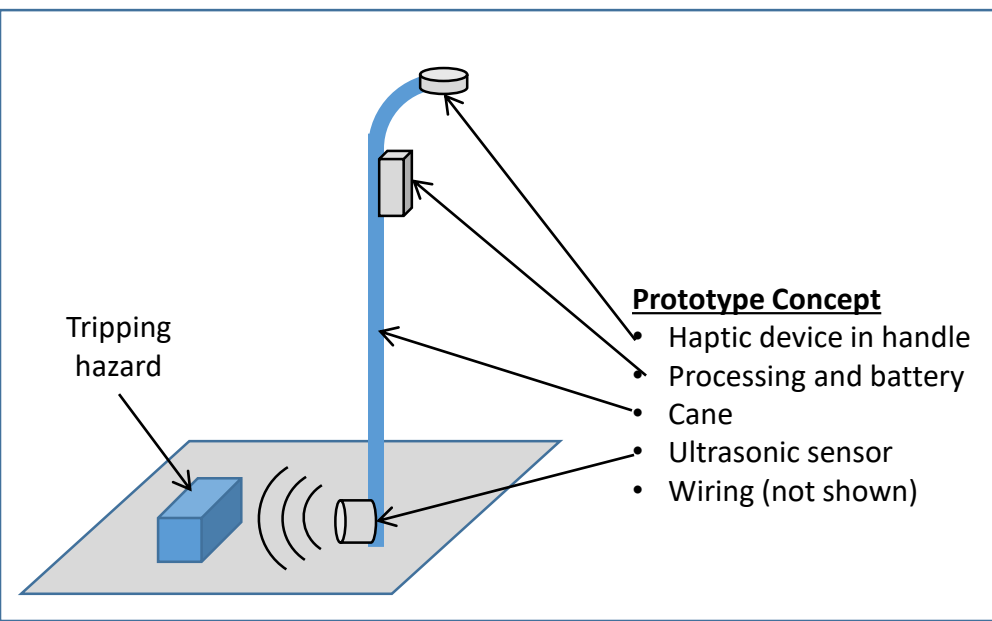 Tripping
hazard
Prototype Concept
• Haptic device in handle
• Processing and battery
• Cane
• Ultrasonic sensor
• Wiring (not shown)